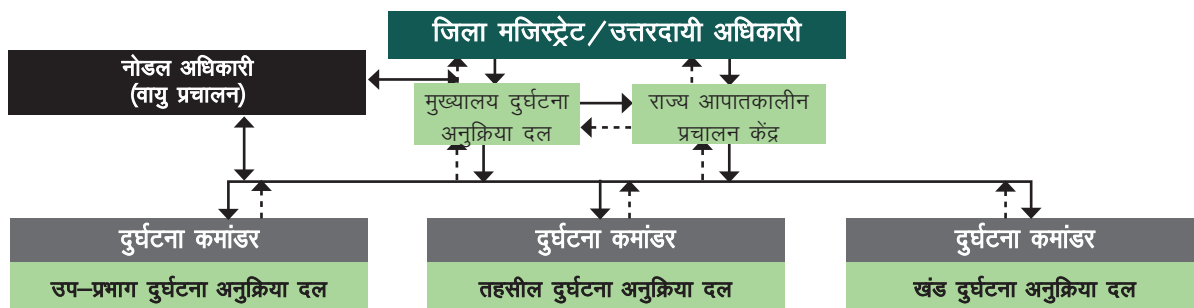 जिला मजिस्ट्रेट/उत्तरदायी अधिकारी
नोडल अधिकारी
(वायु प्रचालन)
मुख्यालय दुर्घटना
अनुक्रिया दल
राज्य आपातकालीन
प्रचालन केंद्र
दुर्घटना कमांडर
उप–प्रभाग दुर्घटना अनुक्रिया दल
दुर्घटना कमांडर
तहसील दुर्घटना अनुक्रिया दल
दुर्घटना कमांडर
खंड दुर्घटना अनुक्रिया दल